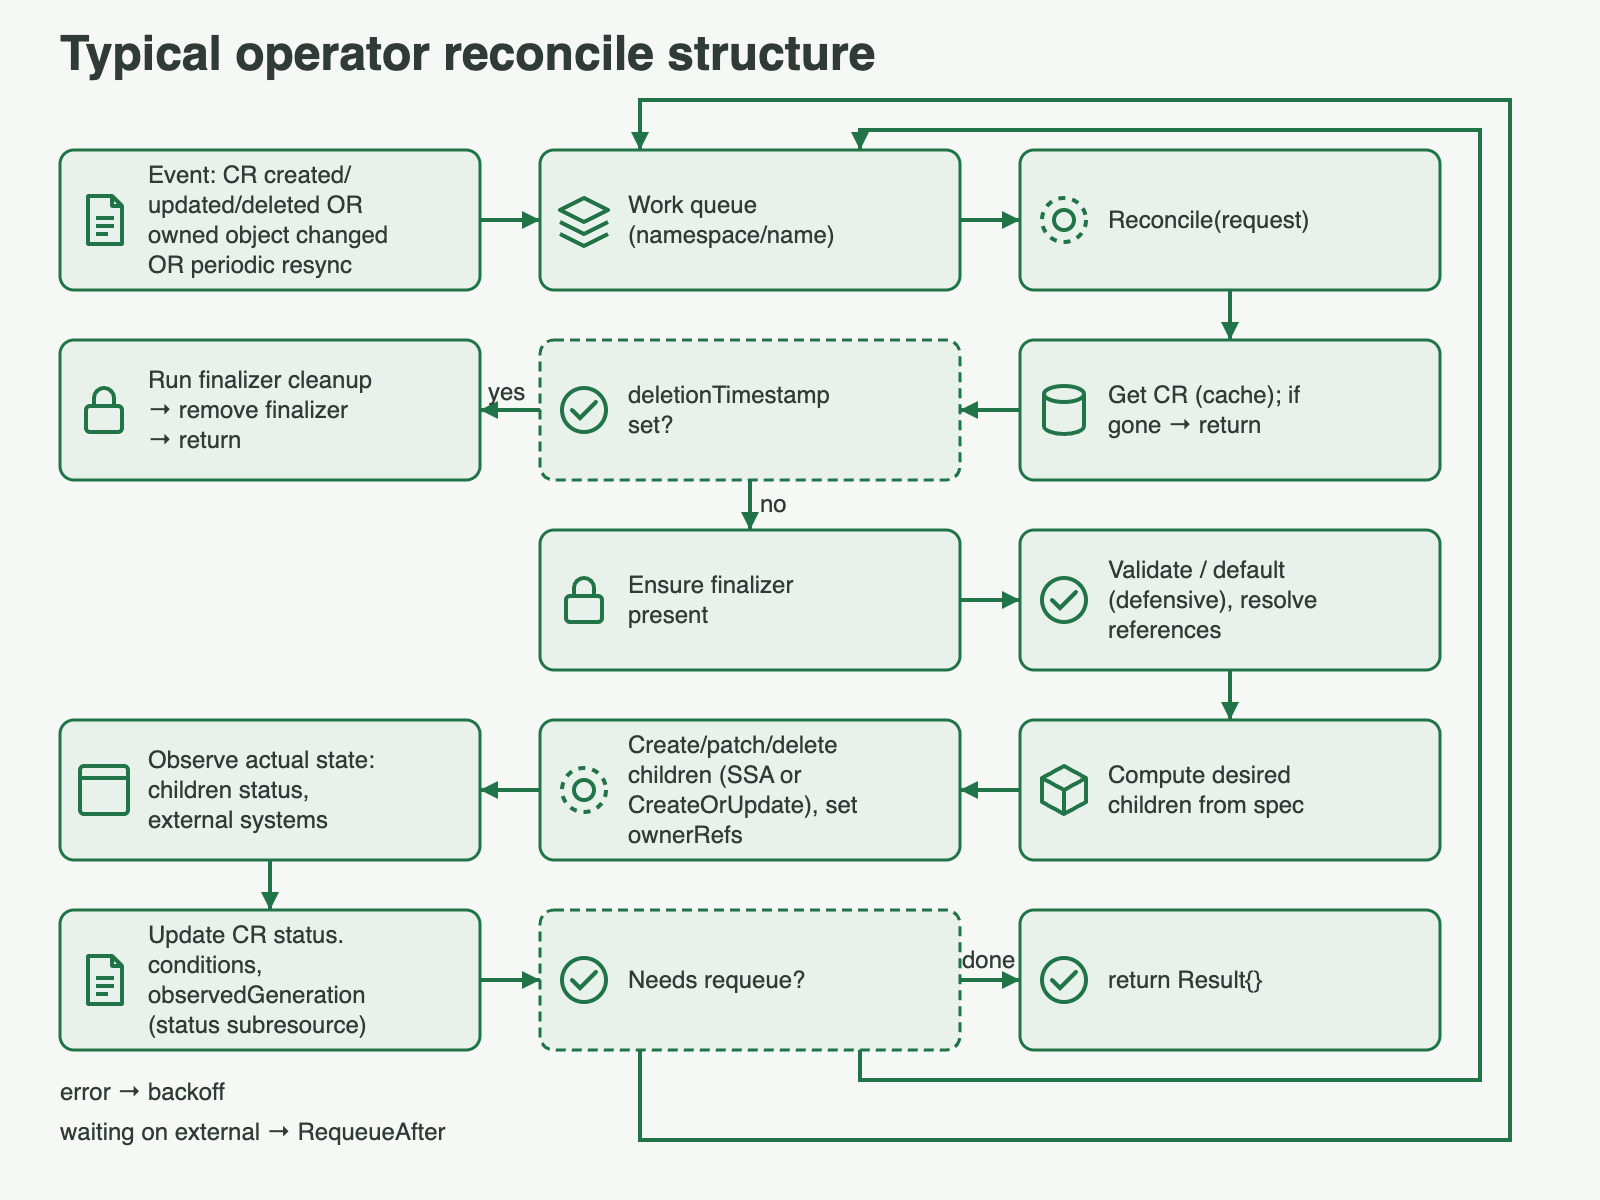 Typical operator reconcile structure
Event: CR created/
updated/deleted OR
owned object changed
OR periodic resync
Work queue
(namespace/name)
Reconcile(request)
Run finalizer cleanup
→ remove finalizer
→ return
yes
deletionTimestamp
set?
Get CR (cache); if
gone → return
no
Ensure finalizer
present
Validate / default
(defensive), resolve
references
Observe actual state:
children status,
external systems
Create/patch/delete
children (SSA or
CreateOrUpdate), set
ownerRefs
Compute desired
children from spec
Update CR status.
conditions,
observedGeneration
(status subresource)
Needs requeue?
done
return Result{}
error → backoff
waiting on external → RequeueAfter